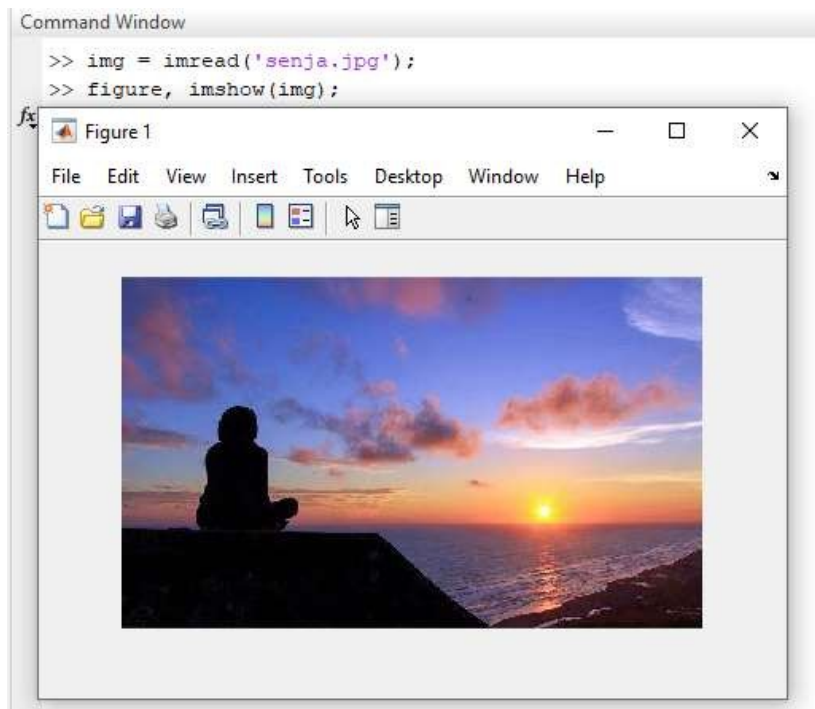 Command Window
>> img = imread('senja.jpg');
>> figure, imshow(img);
fx
Figure 1
File Edit View Insert Tools Desktop Window Help